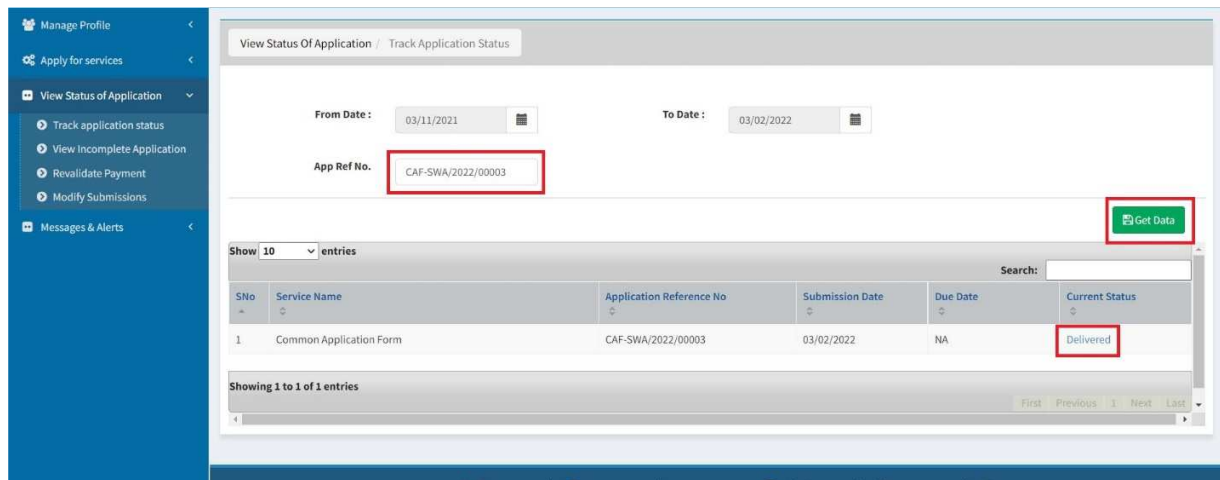 Manage Profile
Apply for services
View Status of Application
Track application status
View Incomplete Application
Revalidate Payment
Modify Submissions
Messages & Alerts
View Status Of Application / Track Application Status
From Date : 03/11/2021 To Date : 03/02/2022
App Ref No. CAF-SWA/2022/00003
Get Data
Show 10 entries
Search:
SNo Service Name Application Reference No Submission Date Due Date Current Status
1 Common Application Form CAF-SWA/2022/00003 03/02/2022 NA Delivered
Showing 1 to 1 of 1 entries
First Previous 1 Next Last